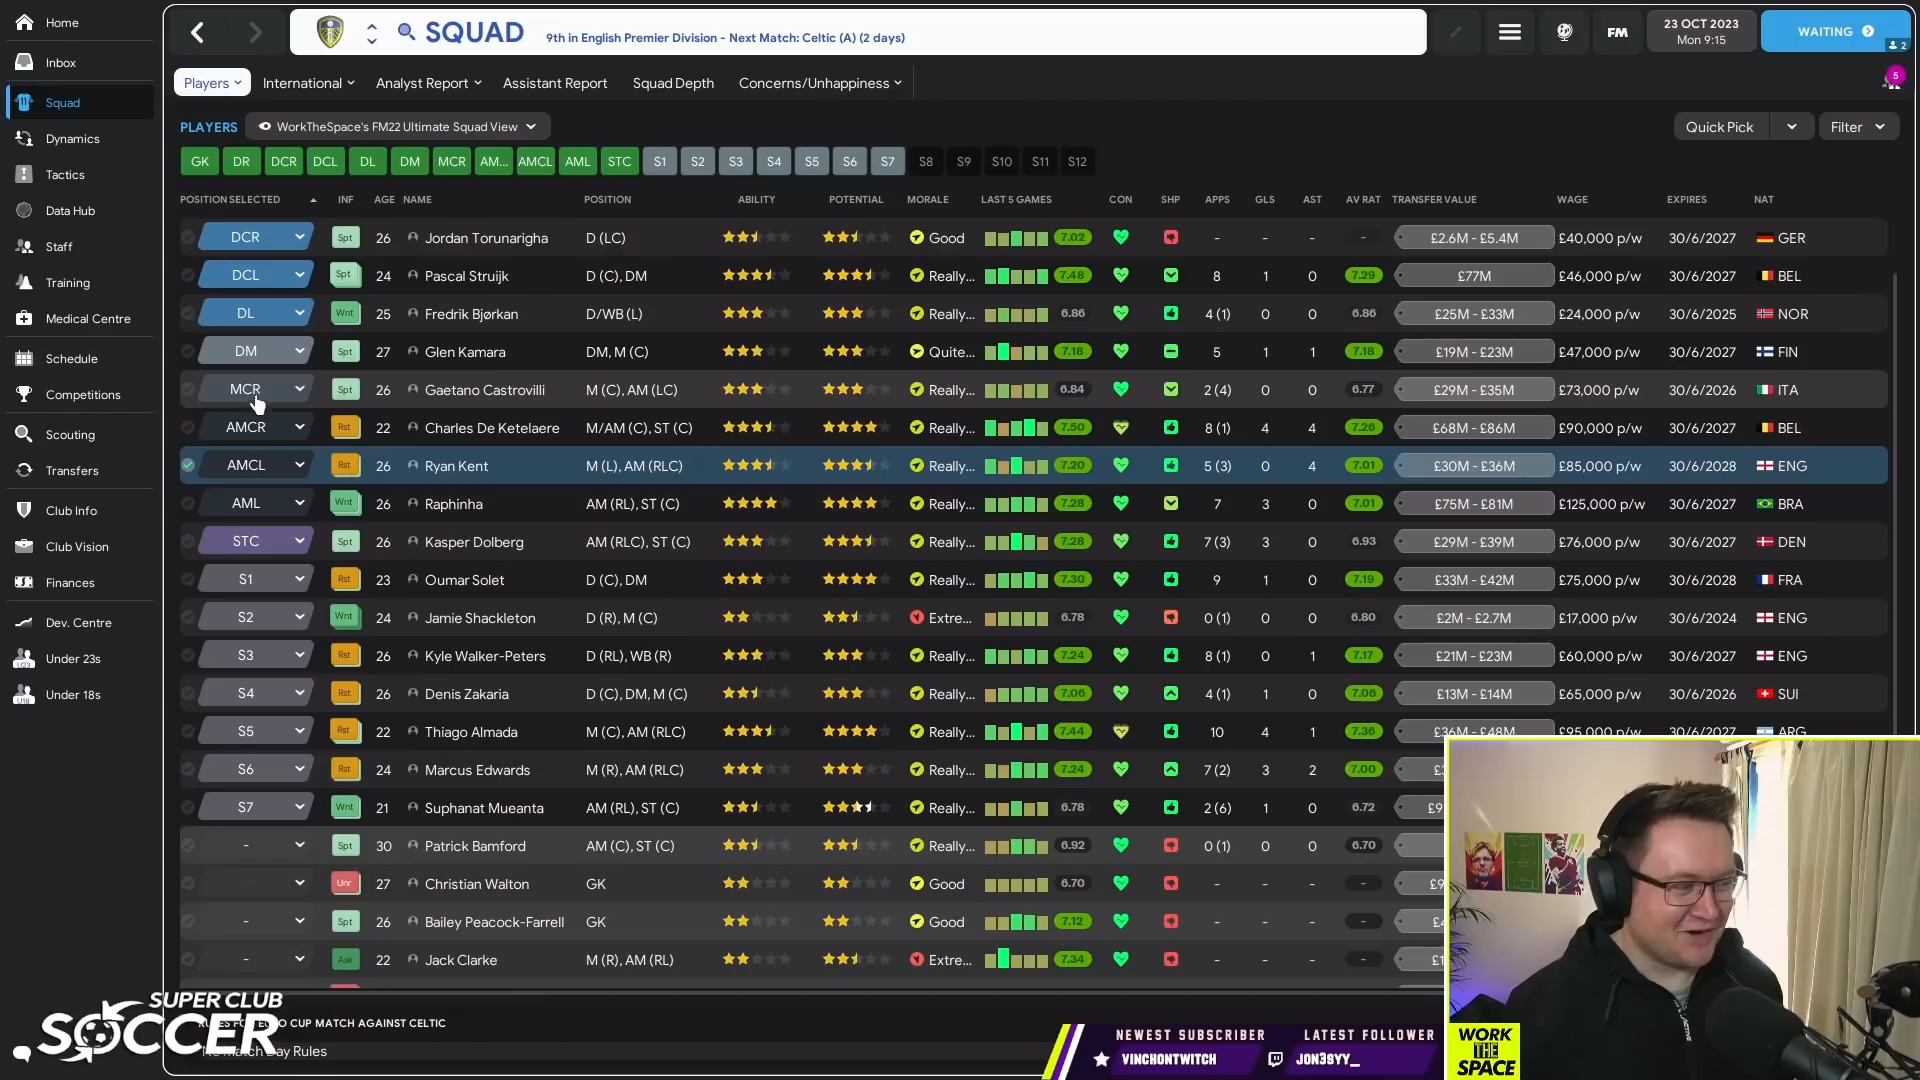 Home
Inbox
Squad
Dynamics
Tactics
Data Hub
Staff
Training
Medical Centre
Schedule
Competitions
Scouting
Transfers
Club Info
Club Vision
Finances
Dev. Centre
Under 23s
Under 18s
SQUAD
9th in English Premier Division - Next Match: Celtic (A) (2 days)
FM
23 OCT 2023
Mon 9:15
WAITING
2
Players International Analyst Report Assistant Report Squad Depth Concerns/Unhappiness
5
PLAYERS WorkTheSpace's FM22 Ultimate Squad View Quick Pick Filter
GK DR DCR DCL DL DM MCR AM... AMCL AML STC S1 S2 S3 S4 S5 S6 S7 S8 S9 S10 S11 S12
POSITION SELECTED INF AGE NAME POSITION ABILITY POTENTIAL MORALE LAST 5 GAMES CON SHP APPS GLS AST AV RAT TRANSFER VALUE WAGE EXPIRES NAT
DCR Spt 26 Jordan Torunarigha D (LC) Good 7.02 - - - - £2.6M - £5.4M £40,000 p/w 30/6/2027 GER
DCL Spt 24 Pascal Struijk D (C), DM Really... 7.48 8 1 0 7.29 £77M £46,000 p/w 30/6/2027 BEL
DL Wnt 25 Fredrik Bjørkan D/WB (L) Really... 6.86 4 (1) 0 0 6.86 £25M - £33M £24,000 p/w 30/6/2025 NOR
DM Spt 27 Glen Kamara DM, M (C) Quite... 7.18 5 1 1 7.18 £19M - £23M £47,000 p/w 30/6/2027 FIN
MCR Spt 26 Gaetano Castrovilli M (C), AM (LC) Really... 6.84 2 (4) 0 0 6.77 £29M - £35M £73,000 p/w 30/6/2026 ITA
AMCR Rst 22 Charles De Ketelaere M/AM (C), ST (C) Really... 7.50 8 (1) 4 4 7.26 £68M - £86M £90,000 p/w 30/6/2027 BEL
AMCL Rst 26 Ryan Kent M (L), AM (RLC) Really... 7.20 5 (3) 0 4 7.01 £30M - £36M £85,000 p/w 30/6/2028 ENG
AML Wnt 26 Raphinha AM (RL), ST (C) Really... 7.28 7 3 0 7.01 £75M - £81M £125,000 p/w 30/6/2027 BRA
STC Spt 26 Kasper Dolberg AM (RLC), ST (C) Really... 7.28 7 (3) 3 0 6.93 £29M - £39M £76,000 p/w 30/6/2027 DEN
S1 Rst 23 Oumar Solet D (C), DM Really... 7.30 9 1 0 7.19 £33M - £42M £75,000 p/w 30/6/2028 FRA
S2 Wnt 24 Jamie Shackleton D (R), M (C) Extre... 6.78 0 (1) 0 0 6.80 £2M - £2.7M £17,000 p/w 30/6/2024 ENG
S3 Rst 26 Kyle Walker-Peters D (RL), WB (R) Really... 7.24 8 (1) 0 1 7.17 £21M - £23M £60,000 p/w 30/6/2027 ENG
S4 Rst 26 Denis Zakaria D (C), DM, M (C) Really... 7.06 4 (1) 1 0 7.06 £13M - £14M £65,000 p/w 30/6/2026 SUI
S5 Rst 22 Thiago Almada M (C), AM (RLC) Really... 7.44 10 4 1 7.36 £36M - £48M £95,000 p/w 30/6/2027 ARG
S6 Rst 24 Marcus Edwards M (R), AM (RLC) Really... 7.24 7 (2) 3 2 7.00
S7 Wnt 21 Suphanat Mueanta AM (RL), ST (C) Really... 6.78 2 (6) 1 0 6.72 £9
- Spt 30 Patrick Bamford AM (C), ST (C) Really... 6.92 0 (1) 0 0 6.70
Unr 27 Christian Walton GK Good 6.70 - - - -
- Spt 26 Bailey Peacock-Farrell GK Good 7.12 - - - -
- Ask 22 Jack Clarke M (R), AM (RL) Extre... 7.34 - - - -
SUPER CLUB
SOCCER
CUP MATCH AGAINST CELTIC
Day Rules
NEWEST SUBSCRIBER LATEST FOLLOWER
VINCHONTWITCH JON3SYY_
WORK
THE
SPACE